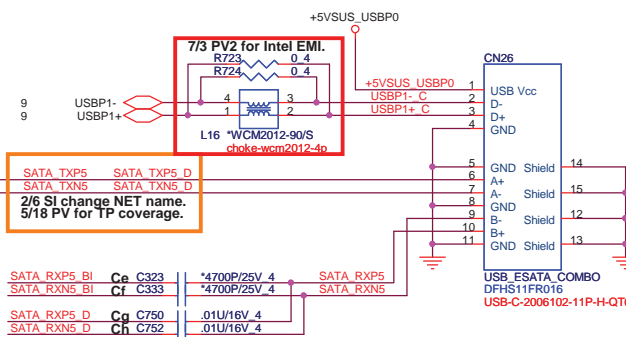 +5VSUS_USBP0
7/3 PV2 for Intel EMI.
R723 0_4
R724 0_4
CN26
+5VSUS_USBP0 1 USB Vcc
9 USBP1- 4 3 USBP1-_C 2 D-
9 USBP1+ 1 2 USBP1+_C 3 D+
4 GND
L16 *WCM2012-90/S
choke-wcm2012-4p
5 GND Shield 14
SATA_TXP5 SATA_TXP5_D 6 A+
SATA_TXN5 SATA_TXN5_D 7 A- Shield 15
2/6 SI change NET name. 8 GND
5/18 PV for TP coverage. 9 B- Shield 12
10 B+
11 GND Shield 13
SATA_RXP5_BI Ce C323 *4700P/25V_4 SATA_RXP5
SATA_RXN5_BI Cf C333 *4700P/25V_4 SATA_RXN5
USB_ESATA_COMBO
DFHS11FR016
USB-C-2006102-11P-H-QT
SATA_RXP5_D Cg C750 .01U/16V_4
SATA_RXN5_D Ch C752 .01U/16V_4